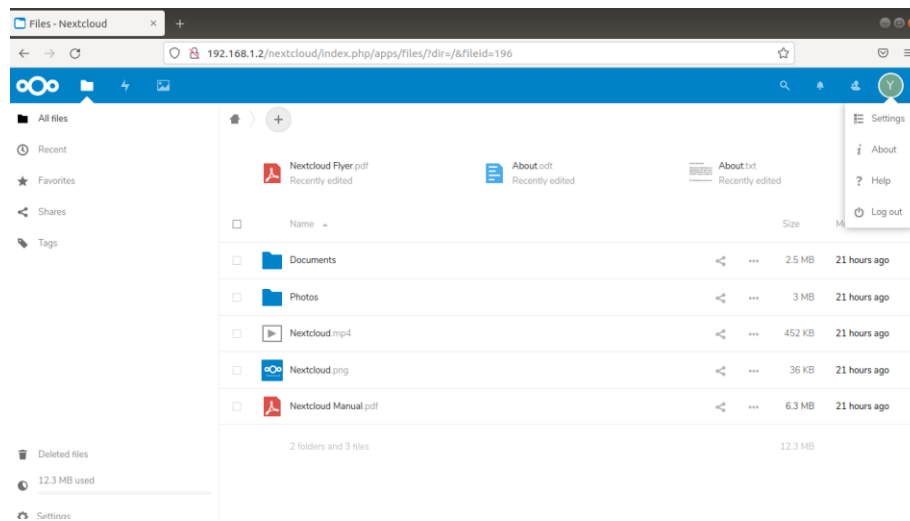 Files - Nextcloud × +
192.168.1.2/nextcloud/index.php/apps/files/?dir=/&fileid=196
Y
All files
Recent
Favorites
Shares
Tags
+
Nextcloud Flyer.pdf
Recently edited
About.odt
Recently edited
About.txt
Recently edited
Settings
About
Help
Log out
Name Size
Documents 2.5 MB 21 hours ago
Photos 3 MB 21 hours ago
Nextcloud.mp4 452 KB 21 hours ago
Nextcloud.png 36 KB 21 hours ago
Nextcloud Manual.pdf 6.3 MB 21 hours ago
2 folders and 3 files 12.3 MB
Deleted files
12.3 MB used
Settings